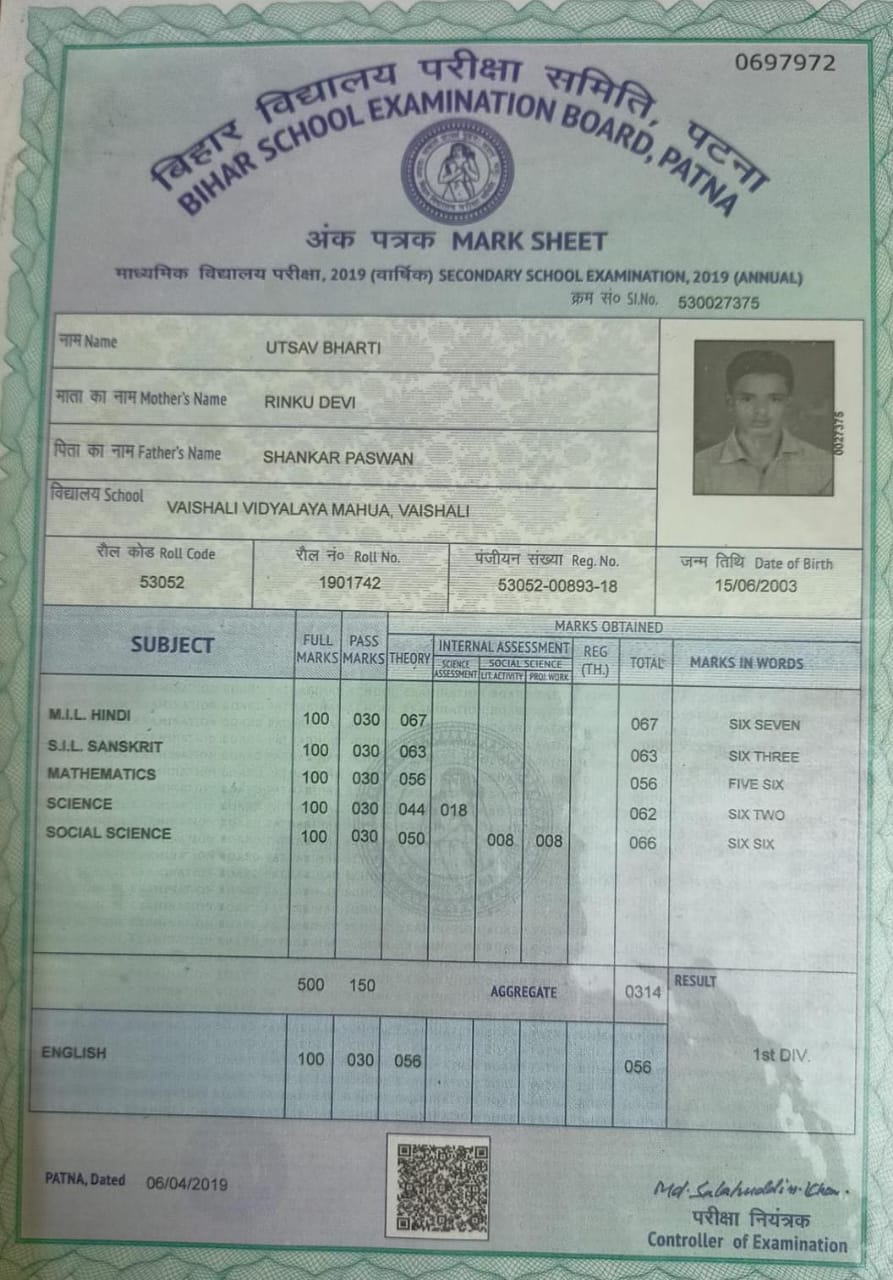 0697972
बिहार विद्यालय परीक्षा समिति, पटना
BIHAR SCHOOL EXAMINATION BOARD, PATNA
अंक पत्रक MARK SHEET
माध्यमिक विद्यालय परीक्षा, 2019 (वार्षिक) SECONDARY SCHOOL EXAMINATION, 2019 (ANNUAL)
क्रम सं० Sl.No. 530027375
नाम Name UTSAV BHARTI
माता का नाम Mother's Name RINKU DEVI
0027375
पिता का नाम Father's Name SHANKAR PASWAN
विद्यालय School VAISHALI VIDYALAYA MAHUA, VAISHALI
रौल कोड Roll Code रौल नं० Roll No. पंजीयन संख्या Reg. No. जन्म तिथि Date of Birth
53052 1901742 53052-00893-18 15/06/2003
MARKS OBTAINED
SUBJECT FULL MARKS PASS MARKS THEORY INTERNAL ASSESSMENT REG (TH.) TOTAL MARKS IN WORDS
SCIENCE ASSESSMENT SOCIAL SCIENCE
LIT.ACTIVITY PROJ.WORK
M.I.L. HINDI 100 030 067 067 SIX SEVEN
S.I.L. SANSKRIT 100 030 063 063 SIX THREE
MATHEMATICS 100 030 056 056 FIVE SIX
SCIENCE 100 030 044 018 062 SIX TWO
SOCIAL SCIENCE 100 030 050 008 008 066 SIX SIX
500 150 AGGREGATE 0314 RESULT
ENGLISH 100 030 056 056 1st DIV.
PATNA, Dated 06/04/2019
Md. Salahuddin Khan.
परीक्षा नियंत्रक
Controller of Examination